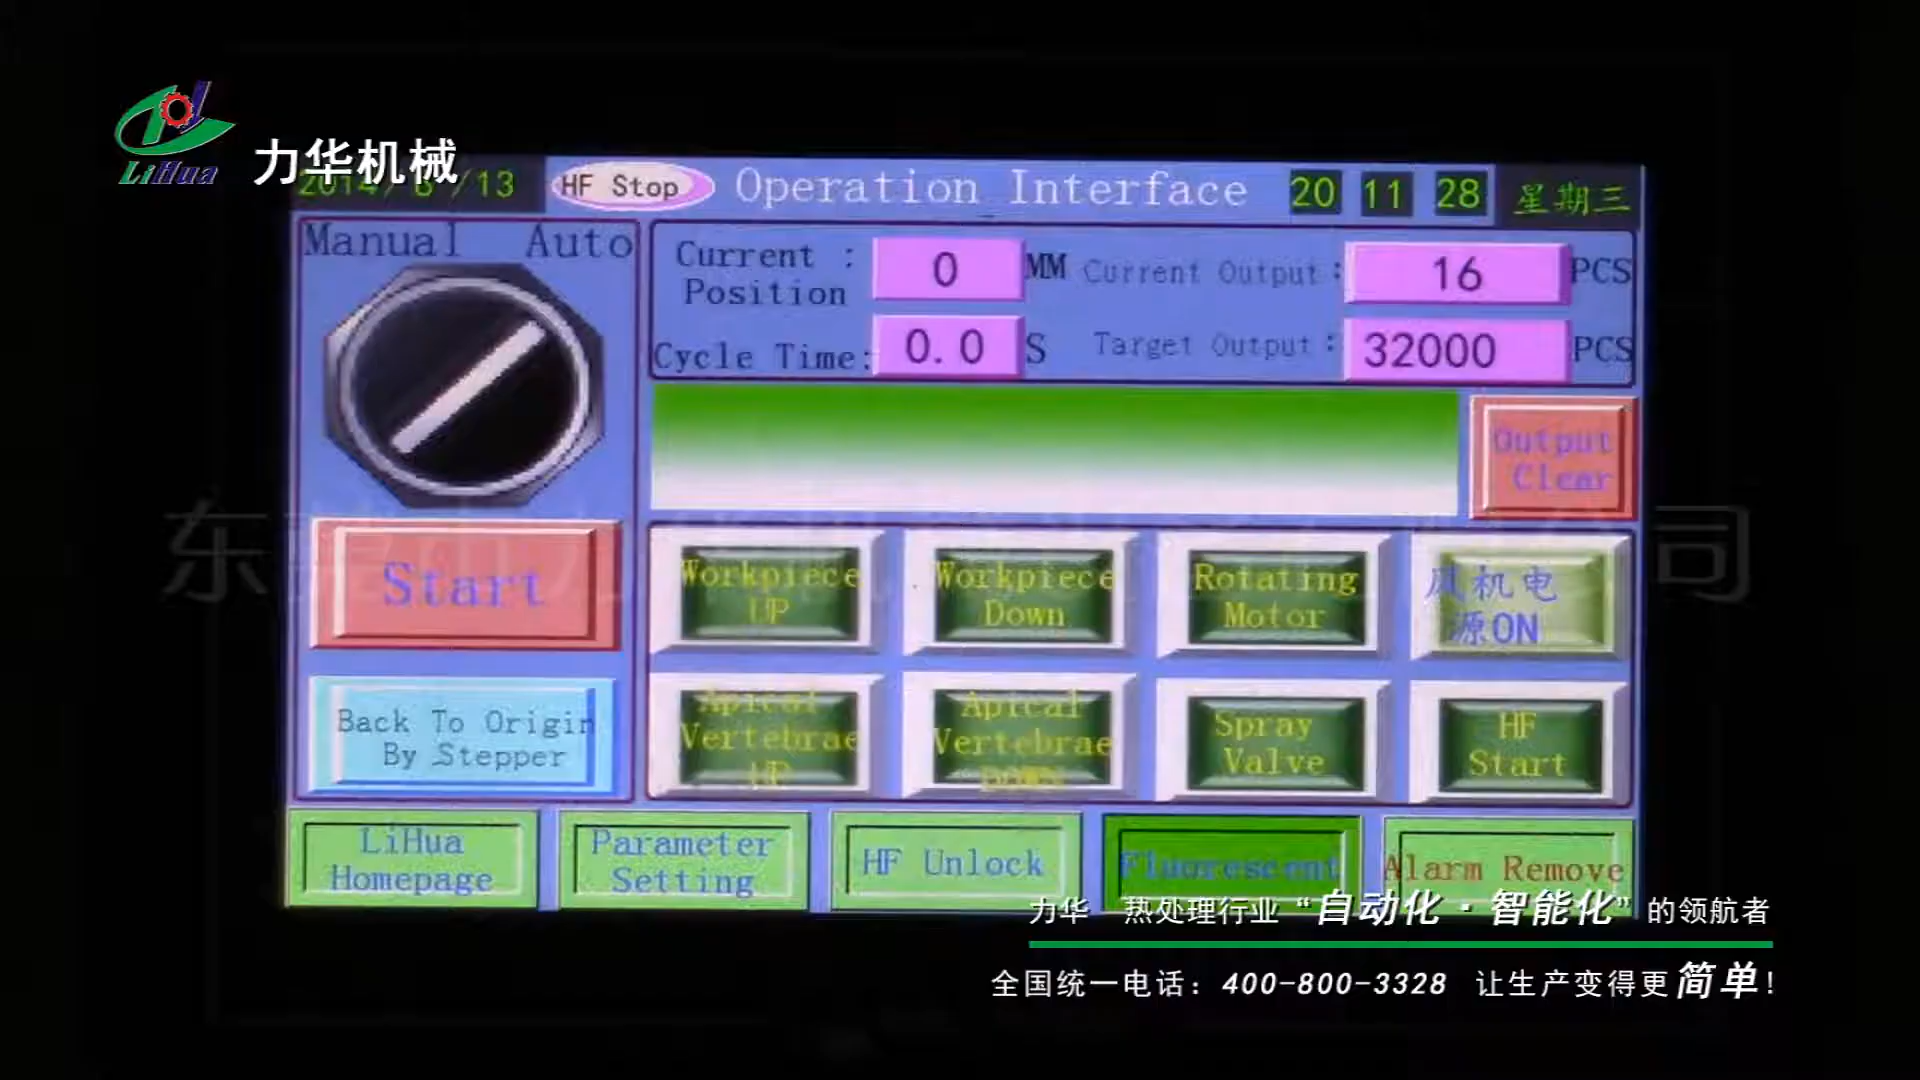 LiHua
力华机械
HF Stop
Operation Interface
20 11 28
星期三
Manual Auto
Current :
Position
0
MM
Current Output:
16
PCS
Cycle Time:
0.0
S
Target Output:
32000
PCS
Output
Clear
Start
Workpiece
UP
Workpiece
Down
Rotating
Motor
风机电
源ON
Back To Origin
By Stepper
Apical
Vertebrae
UP
Apical
Vertebrae
DOWN
Spray
Valve
HF
Start
LiHua
Homepage
Parameter
Setting
HF Unlock
Fluorescent
Alarm Remove
力华 热处理行业“自动化·智能化”的领航者
全国统一电话：400-800-3328 让生产变得更简单！